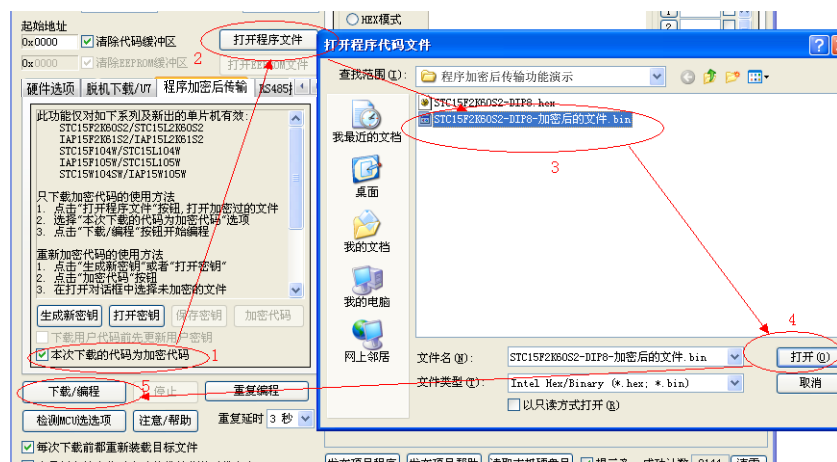 起始地址
0x0000 清除代码缓冲区 2 打开程序文件
0x0000 清除EEPROM缓冲区 打开EEPROM文件
硬件选项 脱机下载/U7 程序加密后传输 RS485
此功能仅对如下系列及新出的单片机有效:
STC15F2K60S2/STC15L2K60S2
IAP15F2K61S2/IAP15L2K61S2
STC15F104W/STC15L104W
IAP15F105W/STC15L105W
STC15W104SW/IAP15W105W
只下载加密代码的使用方法
1. 点击"打开程序文件"按钮,打开加密过的文件
2. 选择"本次下载的代码为加密代码"选项
3. 点击"下载/编程"按钮开始编程
重新加密代码的使用方法
1. 点击"生成新密钥"或者"打开密钥"
2. 点击"加密代码"按钮
3. 在打开对话框中选择未加密的文件
生成新密钥 打开密钥 保存密钥 加密代码
下载用户代码前先更新用户密钥
本次下载的代码为加密代码 1
下载/编程 5 停止 重复编程
检测MCU选选项 注意/帮助 重复延时 3 秒
每次下载前都重新装载目标文件
HEX模式
1
2
打开程序代码文件
查找范围(I): 程序加密后传输功能演示
STC15F2K60S2-DIP8.hex
STC15F2K60S2-DIP8-加密后的文件.bin
3
我最近的文档
桌面
我的文档
我的电脑
网上邻居
4
文件名(N): STC15F2K60S2-DIP8-加密后的文件.bin 打开(O)
文件类型(T): Intel Hex/Binary (*.hex; *.bin) 取消
以只读方式打开(R)